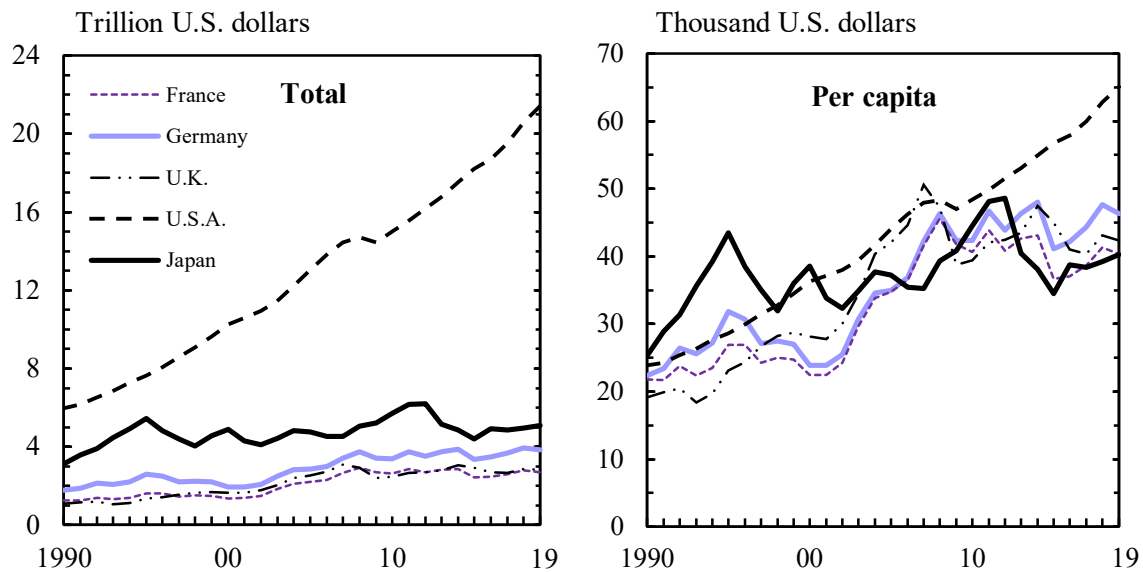 Trillion U.S. dollars
24
20
16
12
8
4
0
1990 00 10 19
Total
France
Germany
U.K.
U.S.A.
Japan
Thousand U.S. dollars
70
60
50
40
30
20
10
0
1990 00 10 19
Per capita